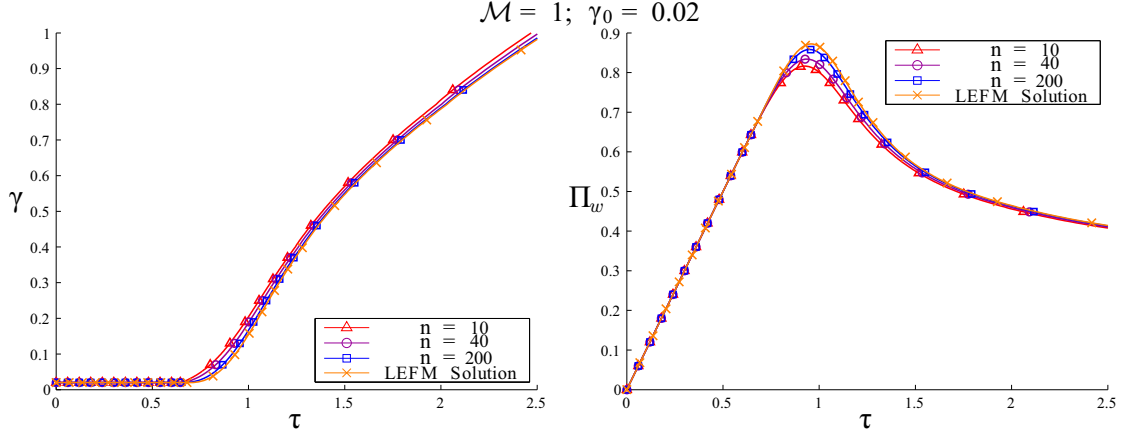 ℳ = 1; γ₀ = 0.02
1
0.9
0.8
0.7
0.6
0.5
0.4
0.3
0.2
0.1
0
γ
0 0.5 1 1.5 2 2.5
τ
n = 10
n = 40
n = 200
LEFM Solution
0.9
0.8
0.7
0.6
0.5
0.4
0.3
0.2
0.1
0
Π_w
0 0.5 1 1.5 2 2.5
τ
n = 10
n = 40
n = 200
LEFM Solution